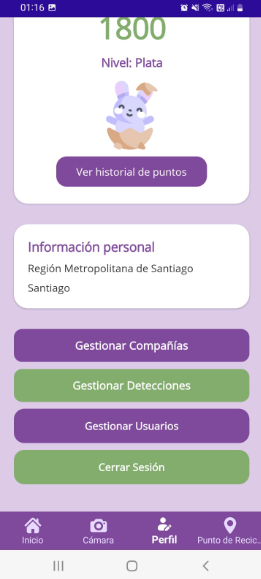 01:16
1800
Nivel: Plata
Ver historial de puntos
Información personal
Región Metropolitana de Santiago
Santiago
Gestionar Compañías
Gestionar Detecciones
Gestionar Usuarios
Cerrar Sesión
Inicio
Cámara
Perfil
Punto de Recic...